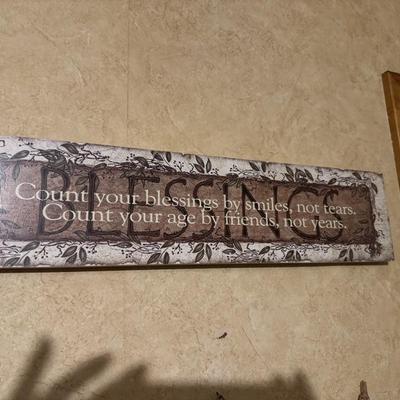 BLESSINGS
Count your blessings by smiles, not tears.
Count your age by friends, not years.